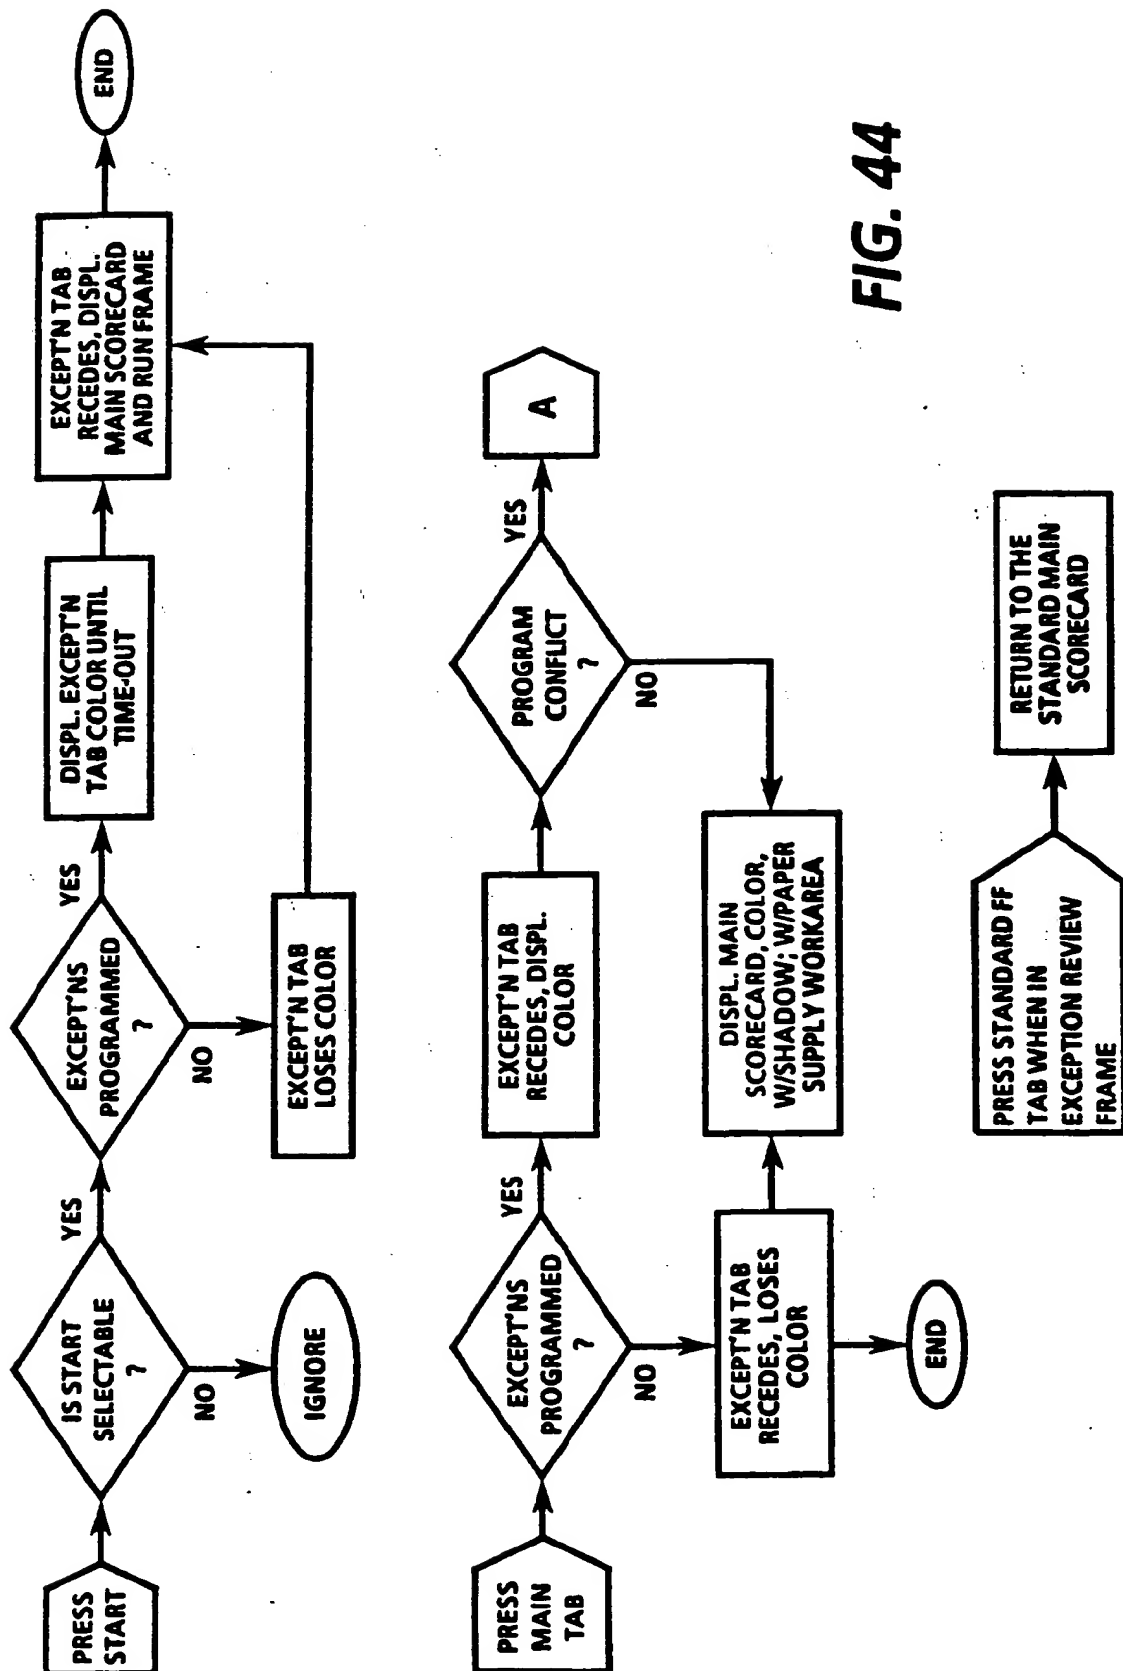 PRESS
START
IS START
SELECTABLE
?
YES
NO
IGNORE
EXCEPT'NS
PROGRAMMED
?
YES
NO
EXCEPT'N TAB
LOSES COLOR
DISPL. EXCEPT'N
TAB COLOR UNTIL
TIME-OUT
EXCEPT'N TAB
RECEDES, DISPL.
MAIN SCORECARD
AND RUN FRAME
END
PRESS
MAIN
TAB
EXCEPT'NS
PROGRAMMED
?
YES
NO
EXCEPT'N TAB
RECEDES, LOSES
COLOR
END
EXCEPT'N TAB
RECEDES, DISPL.
COLOR
PROGRAM
CONFLICT
?
YES
NO
A
DISPL. MAIN
SCORECARD, COLOR,
W/SHADOW; W/PAPER
SUPPLY WORKAREA
PRESS STANDARD FF
TAB WHEN IN
EXCEPTION REVIEW
FRAME
RETURN TO THE
STANDARD MAIN
SCORECARD
FIG. 44